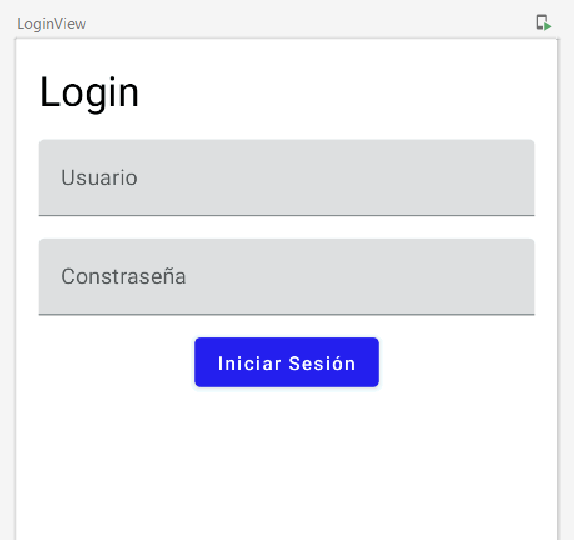 LoginView
Login
Usuario
Constraseña
Iniciar Sesión